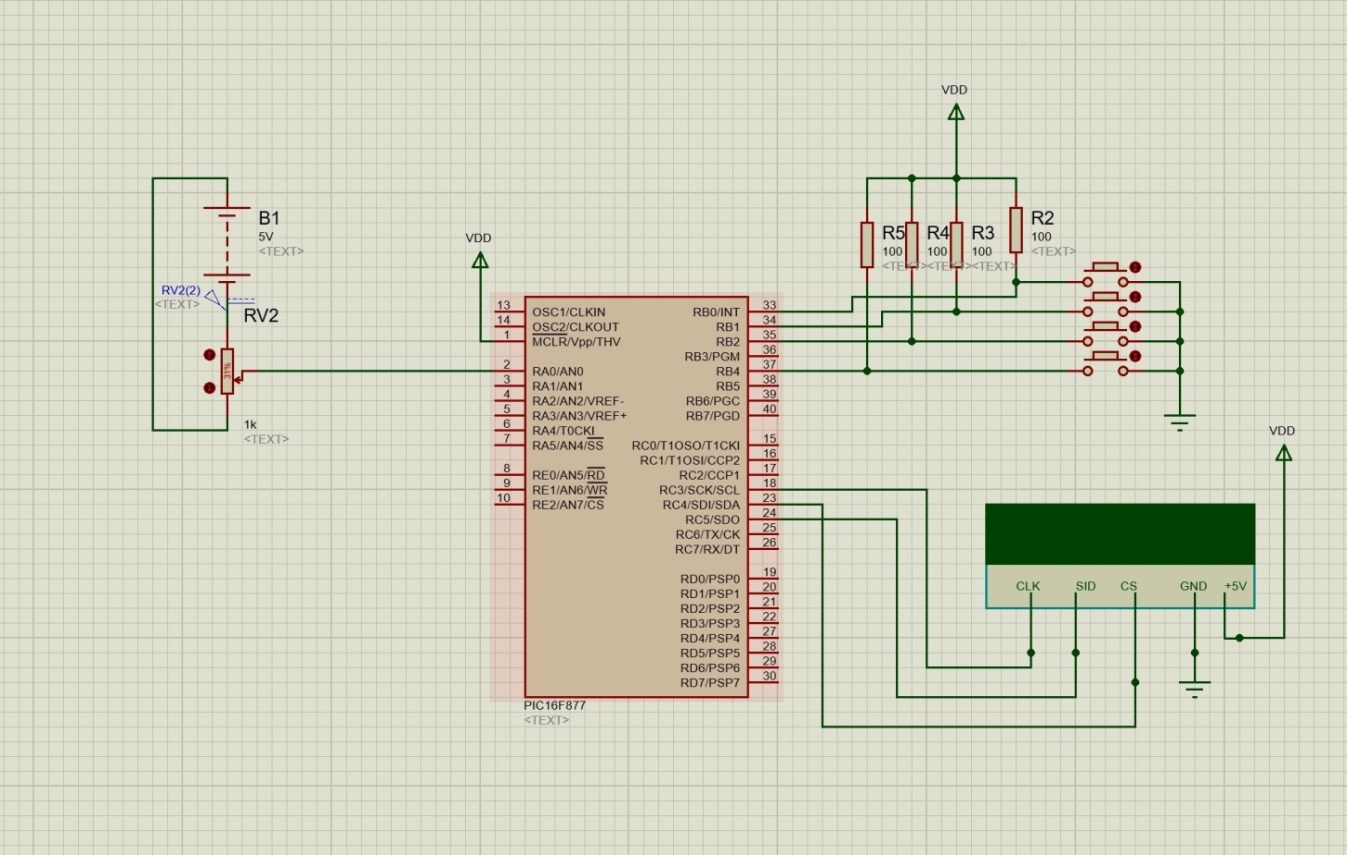 VDD
B1
5V
<TEXT>
RV2(2)
<TEXT>
RV2
31%
1k
<TEXT>
VDD
13 OSC1/CLKIN
14 OSC2/CLKOUT
1 MCLR/Vpp/THV
2 RA0/AN0
3 RA1/AN1
4 RA2/AN2/VREF-
5 RA3/AN3/VREF+
6 RA4/T0CKI
7 RA5/AN4/SS
8 RE0/AN5/RD
9 RE1/AN6/WR
10 RE2/AN7/CS
RB0/INT 33
RB1 34
RB2 35
RB3/PGM 36
RB4 37
RB5 38
RB6/PGC 39
RB7/PGD 40
RC0/T1OSO/T1CKI 15
RC1/T1OSI/CCP2 16
RC2/CCP1 17
RC3/SCK/SCL 18
RC4/SDI/SDA 23
RC5/SDO 24
RC6/TX/CK 25
RC7/RX/DT 26
RD0/PSP0 19
RD1/PSP1 20
RD2/PSP2 21
RD3/PSP3 22
RD4/PSP4 27
RD5/PSP5 28
RD6/PSP6 29
RD7/PSP7 30
PIC16F877
<TEXT>
R5
100
<TEXT>
R4
100
<TEXT>
R3
100
<TEXT>
R2
100
<TEXT>
VDD
CLK SID CS GND +5V